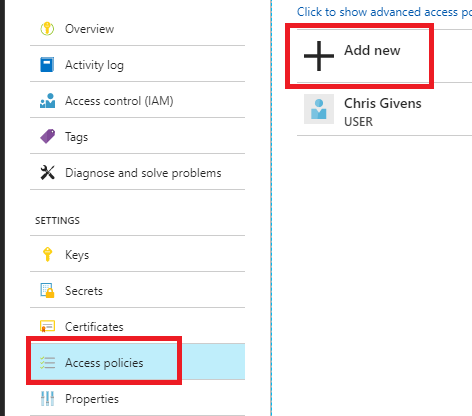 Overview
Activity log
Access control (IAM)
Tags
Diagnose and solve problems
SETTINGS
Keys
Secrets
Certificates
Access policies
Properties
Click to show advanced access po
Add new
Chris Givens
USER